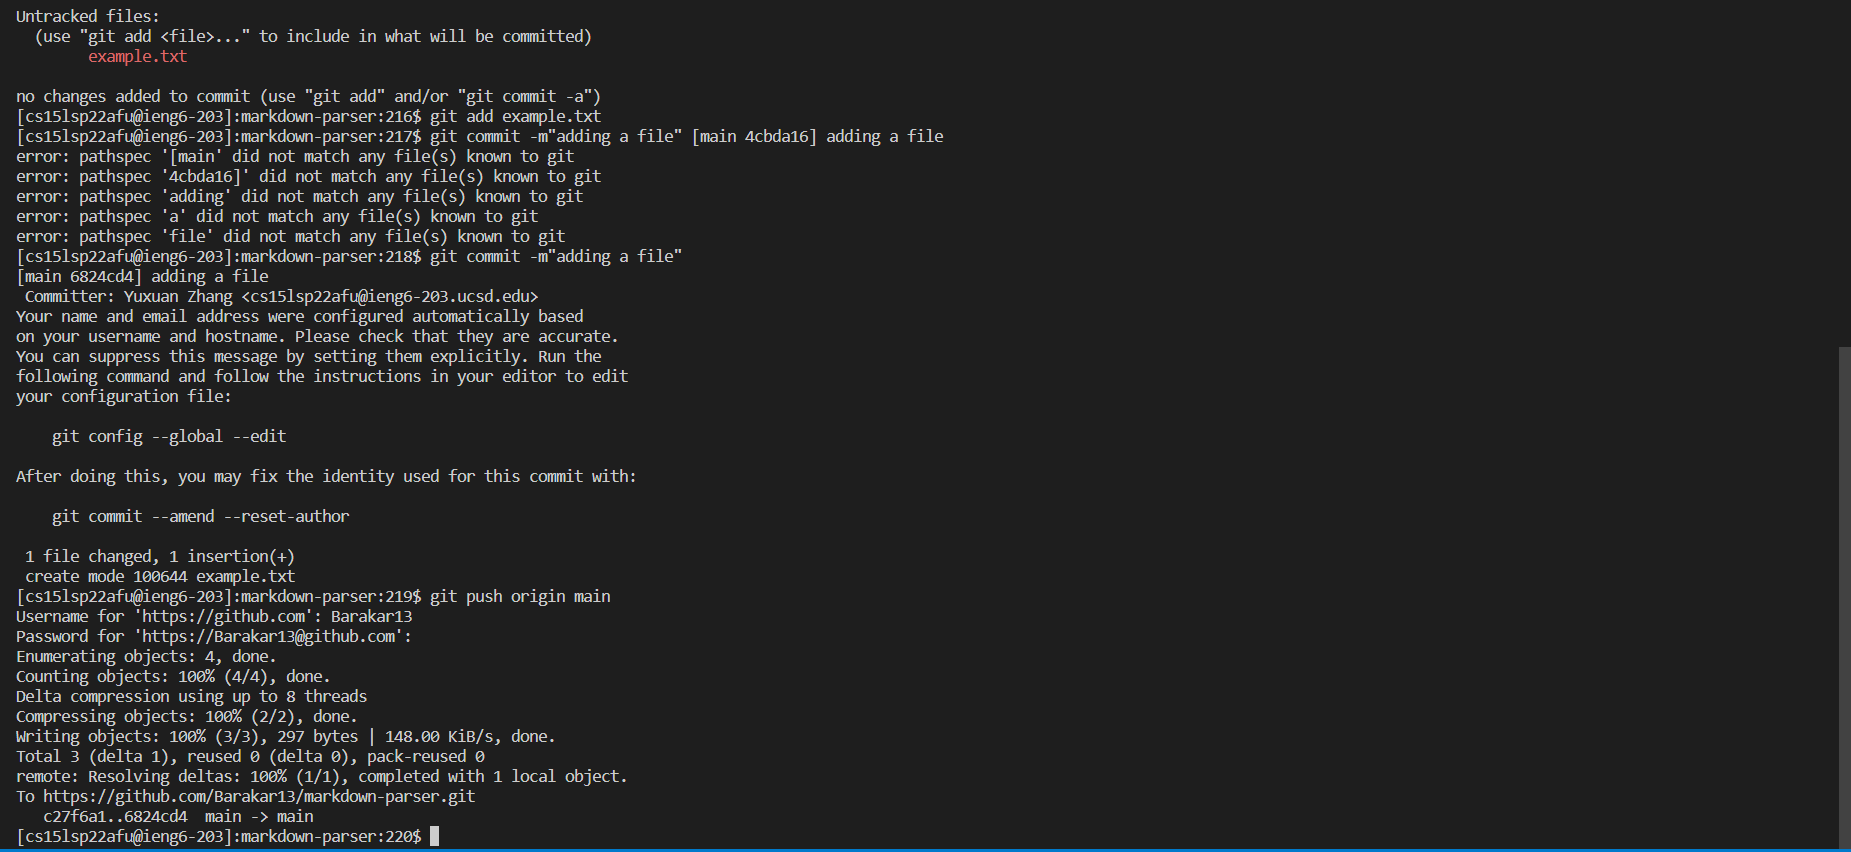 Untracked files:
  (use "git add <file>..." to include in what will be committed)
        example.txt

no changes added to commit (use "git add" and/or "git commit -a")
[cs15lsp22afu@ieng6-203]:markdown-parser:216$ git add example.txt
[cs15lsp22afu@ieng6-203]:markdown-parser:217$ git commit -m"adding a file" [main 4cbda16] adding a file
error: pathspec '[main' did not match any file(s) known to git
error: pathspec '4cbda16]' did not match any file(s) known to git
error: pathspec 'adding' did not match any file(s) known to git
error: pathspec 'a' did not match any file(s) known to git
error: pathspec 'file' did not match any file(s) known to git
[cs15lsp22afu@ieng6-203]:markdown-parser:218$ git commit -m"adding a file"
[main 6824cd4] adding a file
 Committer: Yuxuan Zhang <cs15lsp22afu@ieng6-203.ucsd.edu>
Your name and email address were configured automatically based
on your username and hostname. Please check that they are accurate.
You can suppress this message by setting them explicitly. Run the
following command and follow the instructions in your editor to edit
your configuration file:

    git config --global --edit

After doing this, you may fix the identity used for this commit with:

    git commit --amend --reset-author

 1 file changed, 1 insertion(+)
 create mode 100644 example.txt
[cs15lsp22afu@ieng6-203]:markdown-parser:219$ git push origin main
Username for 'https://github.com': Barakar13
Password for 'https://Barakar13@github.com':
Enumerating objects: 4, done.
Counting objects: 100% (4/4), done.
Delta compression using up to 8 threads
Compressing objects: 100% (2/2), done.
Writing objects: 100% (3/3), 297 bytes | 148.00 KiB/s, done.
Total 3 (delta 1), reused 0 (delta 0), pack-reused 0
remote: Resolving deltas: 100% (1/1), completed with 1 local object.
To https://github.com/Barakar13/markdown-parser.git
   c27f6a1..6824cd4  main -> main
[cs15lsp22afu@ieng6-203]:markdown-parser:220$